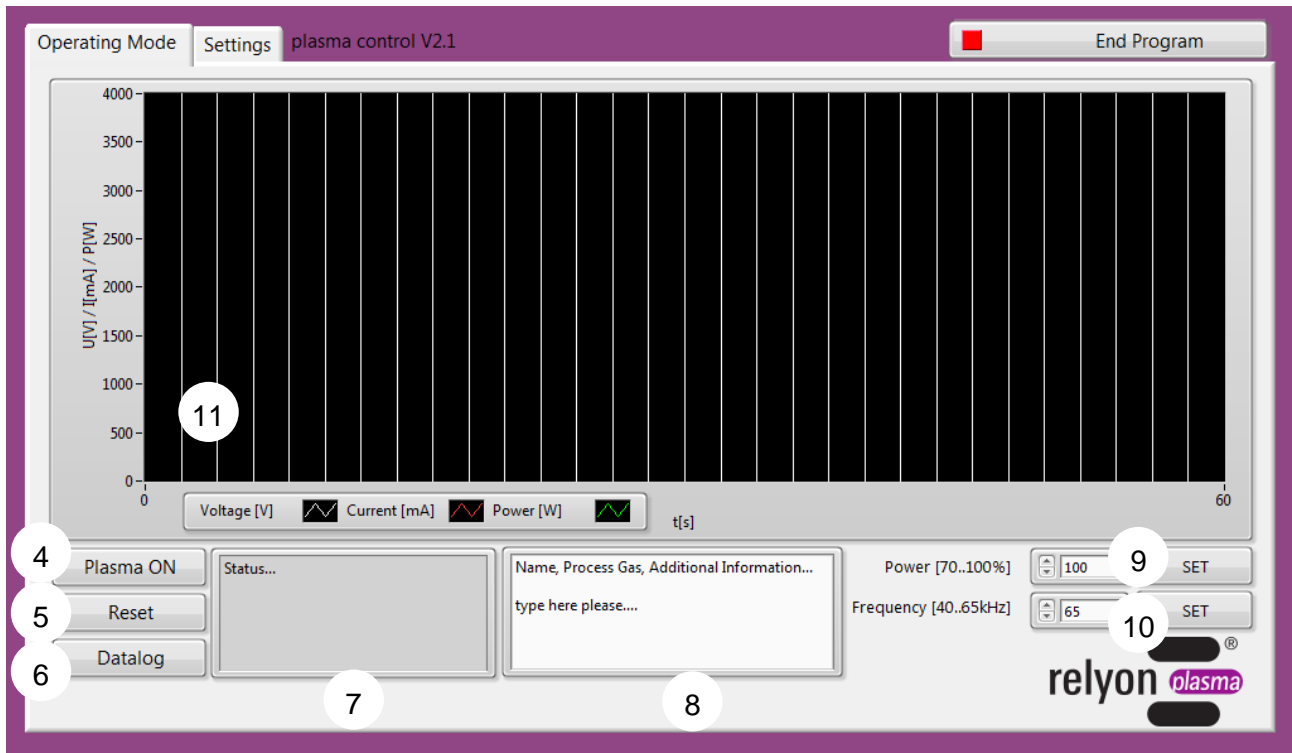 Operating Mode
Settings
plasma control V2.1
End Program
4000
3500
3000
2500
2000
1500
1000
500
0
U[V] / I[mA] / P[W]
11
0
60
Voltage [V]
Current [mA]
Power [W]
t[s]
4
Plasma ON
5
Reset
6
Datalog
Status...
7
Name, Process Gas, Additional Information...
type here please....
8
Power [70..100%]
100
9
SET
Frequency [40..65kHz]
65
10
SET
relyon plasma ®